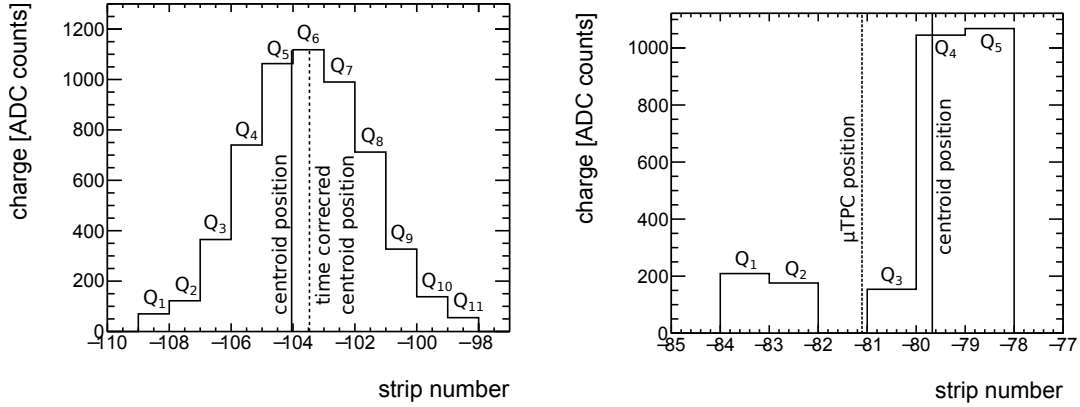 charge [ADC counts]
1200
1000
800
600
400
200
0
Q1
Q2
Q3
Q4
Q5
Q6
Q7
Q8
Q9
Q10
Q11
centroid position
time correcred
centroid position
−110
−108
−106
−104
−102
−100
−98
strip number
charge [ADC counts]
1000
800
600
400
200
0
Q1
Q2
Q3
Q4
Q5
μTPC position
centroid position
−85
−84
−83
−82
−81
−80
−79
−78
−77
strip number